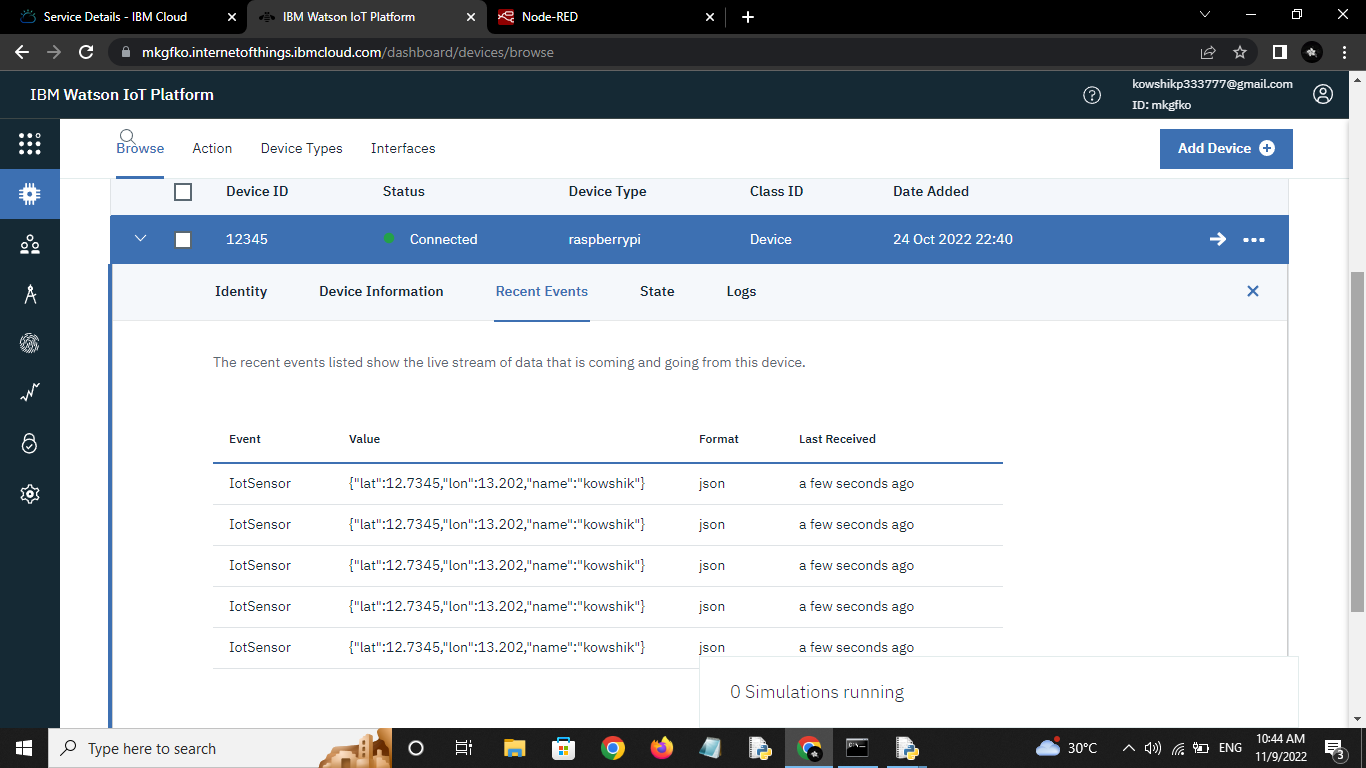 Service Details - IBM Cloud
IBM Watson IoT Platform
Node-RED
mkgfko.internetofthings.ibmcloud.com/dashboard/devices/browse
IBM Watson IoT Platform
kowshikp333777@gmail.com
ID: mkgfko
Browse Action Device Types Interfaces
Add Device
Device ID Status Device Type Class ID Date Added
12345 Connected raspberrypi Device 24 Oct 2022 22:40
Identity Device Information Recent Events State Logs
The recent events listed show the live stream of data that is coming and going from this device.
Event Value Format Last Received
IotSensor {"lat":12.7345,"lon":13.202,"name":"kowshik"} json a few seconds ago
IotSensor {"lat":12.7345,"lon":13.202,"name":"kowshik"} json a few seconds ago
IotSensor {"lat":12.7345,"lon":13.202,"name":"kowshik"} json a few seconds ago
IotSensor {"lat":12.7345,"lon":13.202,"name":"kowshik"} json a few seconds ago
IotSensor {"lat":12.7345,"lon":13.202,"name":"kowshik"} json a few seconds ago
0 Simulations running
Type here to search
30°C
ENG
10:44 AM
11/9/2022
3